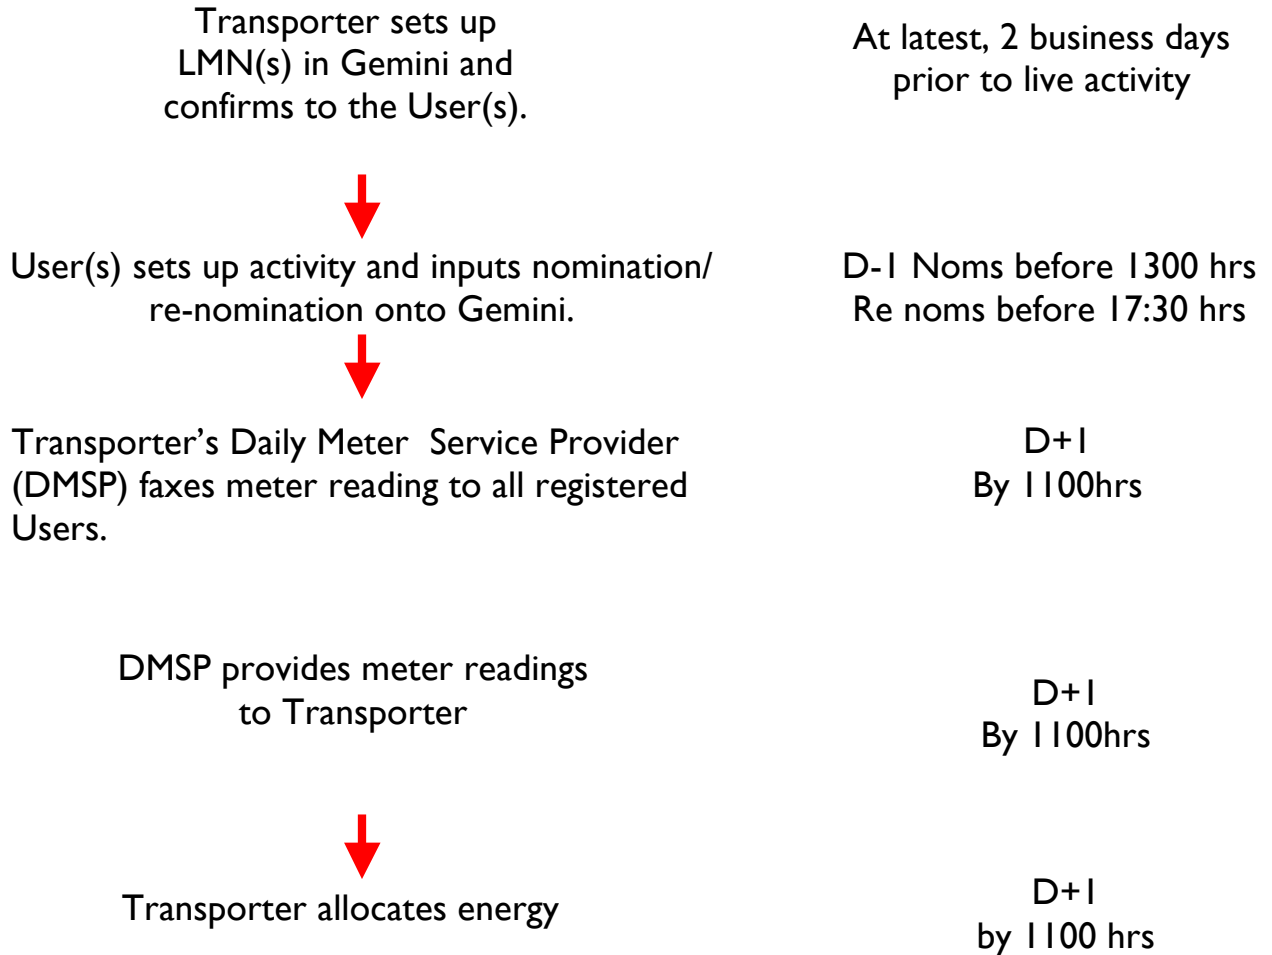 Transporter sets up
LMN(s) in Gemini and
confirms to the User(s).
At latest, 2 business days
prior to live activity
User(s) sets up activity and inputs nomination/
re-nomination onto Gemini.
D-1 Noms before 1300 hrs
Re noms before 17:30 hrs
Transporter’s Daily Meter  Service Provider
(DMSP) faxes meter reading to all registered
Users.
D+1
By 1100hrs
DMSP provides meter readings
to Transporter
D+1
By 1100hrs
Transporter allocates energy
D+1
by 1100 hrs